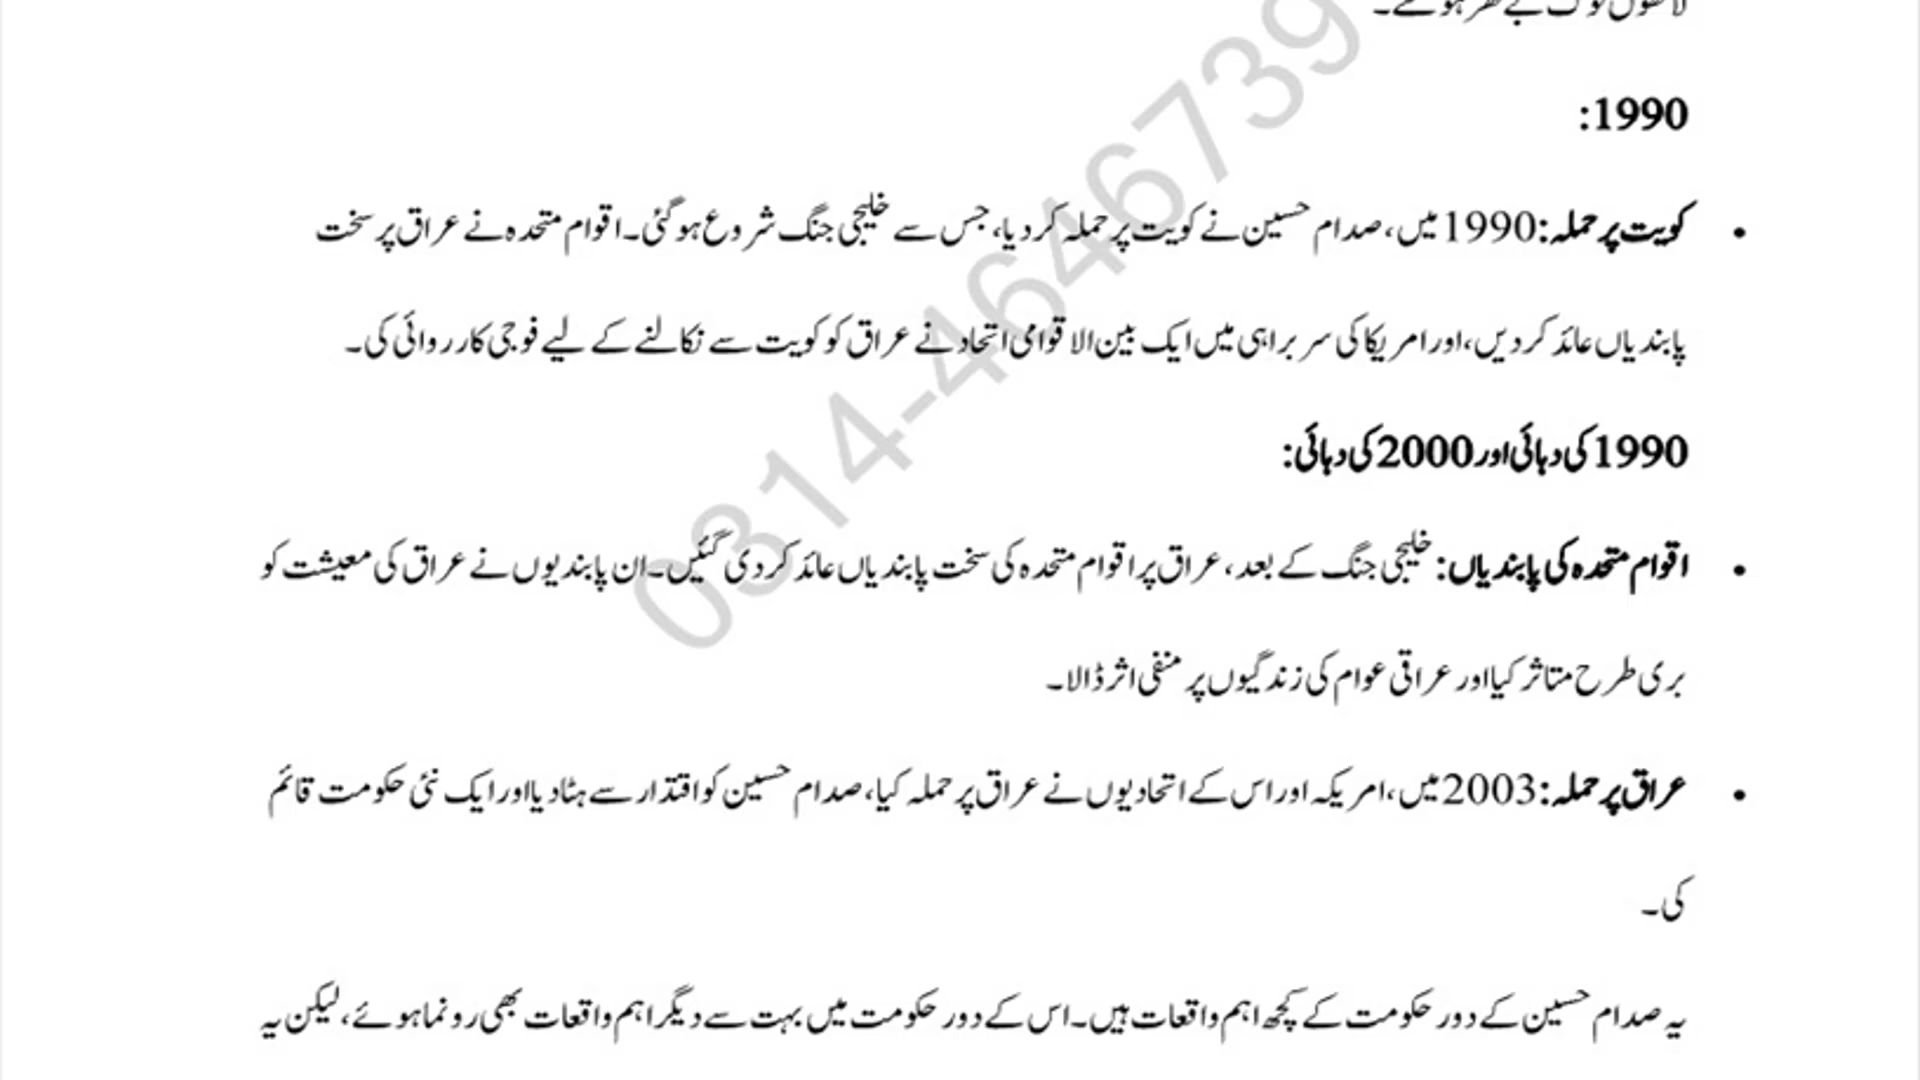 لاکھوں لوگ بے گھر ہوئے۔
1990:
• کویت پر حملہ: 1990 میں، صدام حسین نے کویت پر حملہ کر دیا، جس سے خلیجی جنگ شروع ہو گئی۔ اقوام متحدہ نے عراق پر سخت
پابندیاں عائد کر دیں، اور امریکا کی سربراہی میں ایک بین الاقوامی اتحاد نے عراق کو کویت سے نکالنے کے لیے فوجی کارروائی کی۔
1990 کی دہائی اور 2000 کی دہائی:
• اقوام متحدہ کی پابندیاں: خلیجی جنگ کے بعد، عراق پر اقوام متحدہ کی سخت پابندیاں عائد کر دی گئیں۔ ان پابندیوں نے عراق کی معیشت کو
بری طرح متاثر کیا اور عراقی عوام کی زندگیوں پر منفی اثر ڈالا۔
• عراق پر حملہ: 2003 میں، امریکہ اور اس کے اتحادیوں نے عراق پر حملہ کیا، صدام حسین کو اقتدار سے ہٹا دیا اور ایک نئی حکومت قائم
کی۔
یہ صدام حسین کے دور حکومت کے کچھ اہم واقعات ہیں۔ اس کے دور حکومت میں بہت سے دیگر اہم واقعات بھی رونما ہوئے، لیکن یہ
0314-4646739